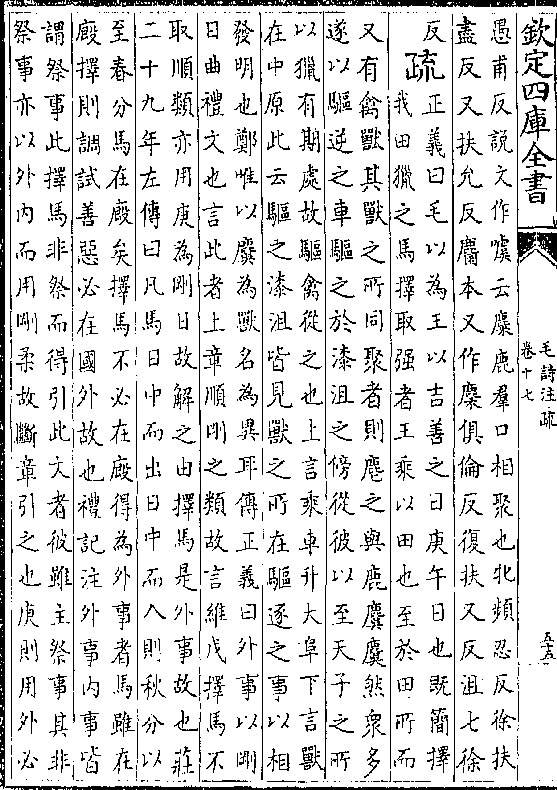 欽定四庫全書
毛詩注疏
卷十七
愚甫反說文作噳云麋鹿羣口相聚也牝頻忍反徐扶
盡反又扶允反麕本又作麇俱倫反復扶又反沮七徐
反
疏正義曰毛以為王以吉善之日庚午日也既簡擇
我田獵之馬擇取强者王乘以田也至於田所而
又有禽獸其獸之所同聚者則麀之與鹿麌麌然衆多
遂以驅逆之車驅之於漆沮之傍從彼以至天子之所
以獵有期處故驅禽從之也上言乘車升大阜下言獸
在中原此云驅之漆沮皆見獸之所在驅逐之事以相
發明也鄭唯以麌為獸名為異耳傳正義曰外事以剛
日曲禮文也言此者上章順剛之類故言維戊擇馬不
取順類亦用庚為剛日故解之由擇馬是外事故也莊
二十九年左傳曰凡馬日中而出日中而入則秋分以
至春分馬在廄矣擇馬不必在廄得為外事者馬雖在
廄擇則調試善惡必在國外故也禮記注外事内事皆
謂祭事此擇馬非祭而得引此文者彼雖主祭事其非
祭事亦以外内而用剛柔故斷章引之也庚則用外必